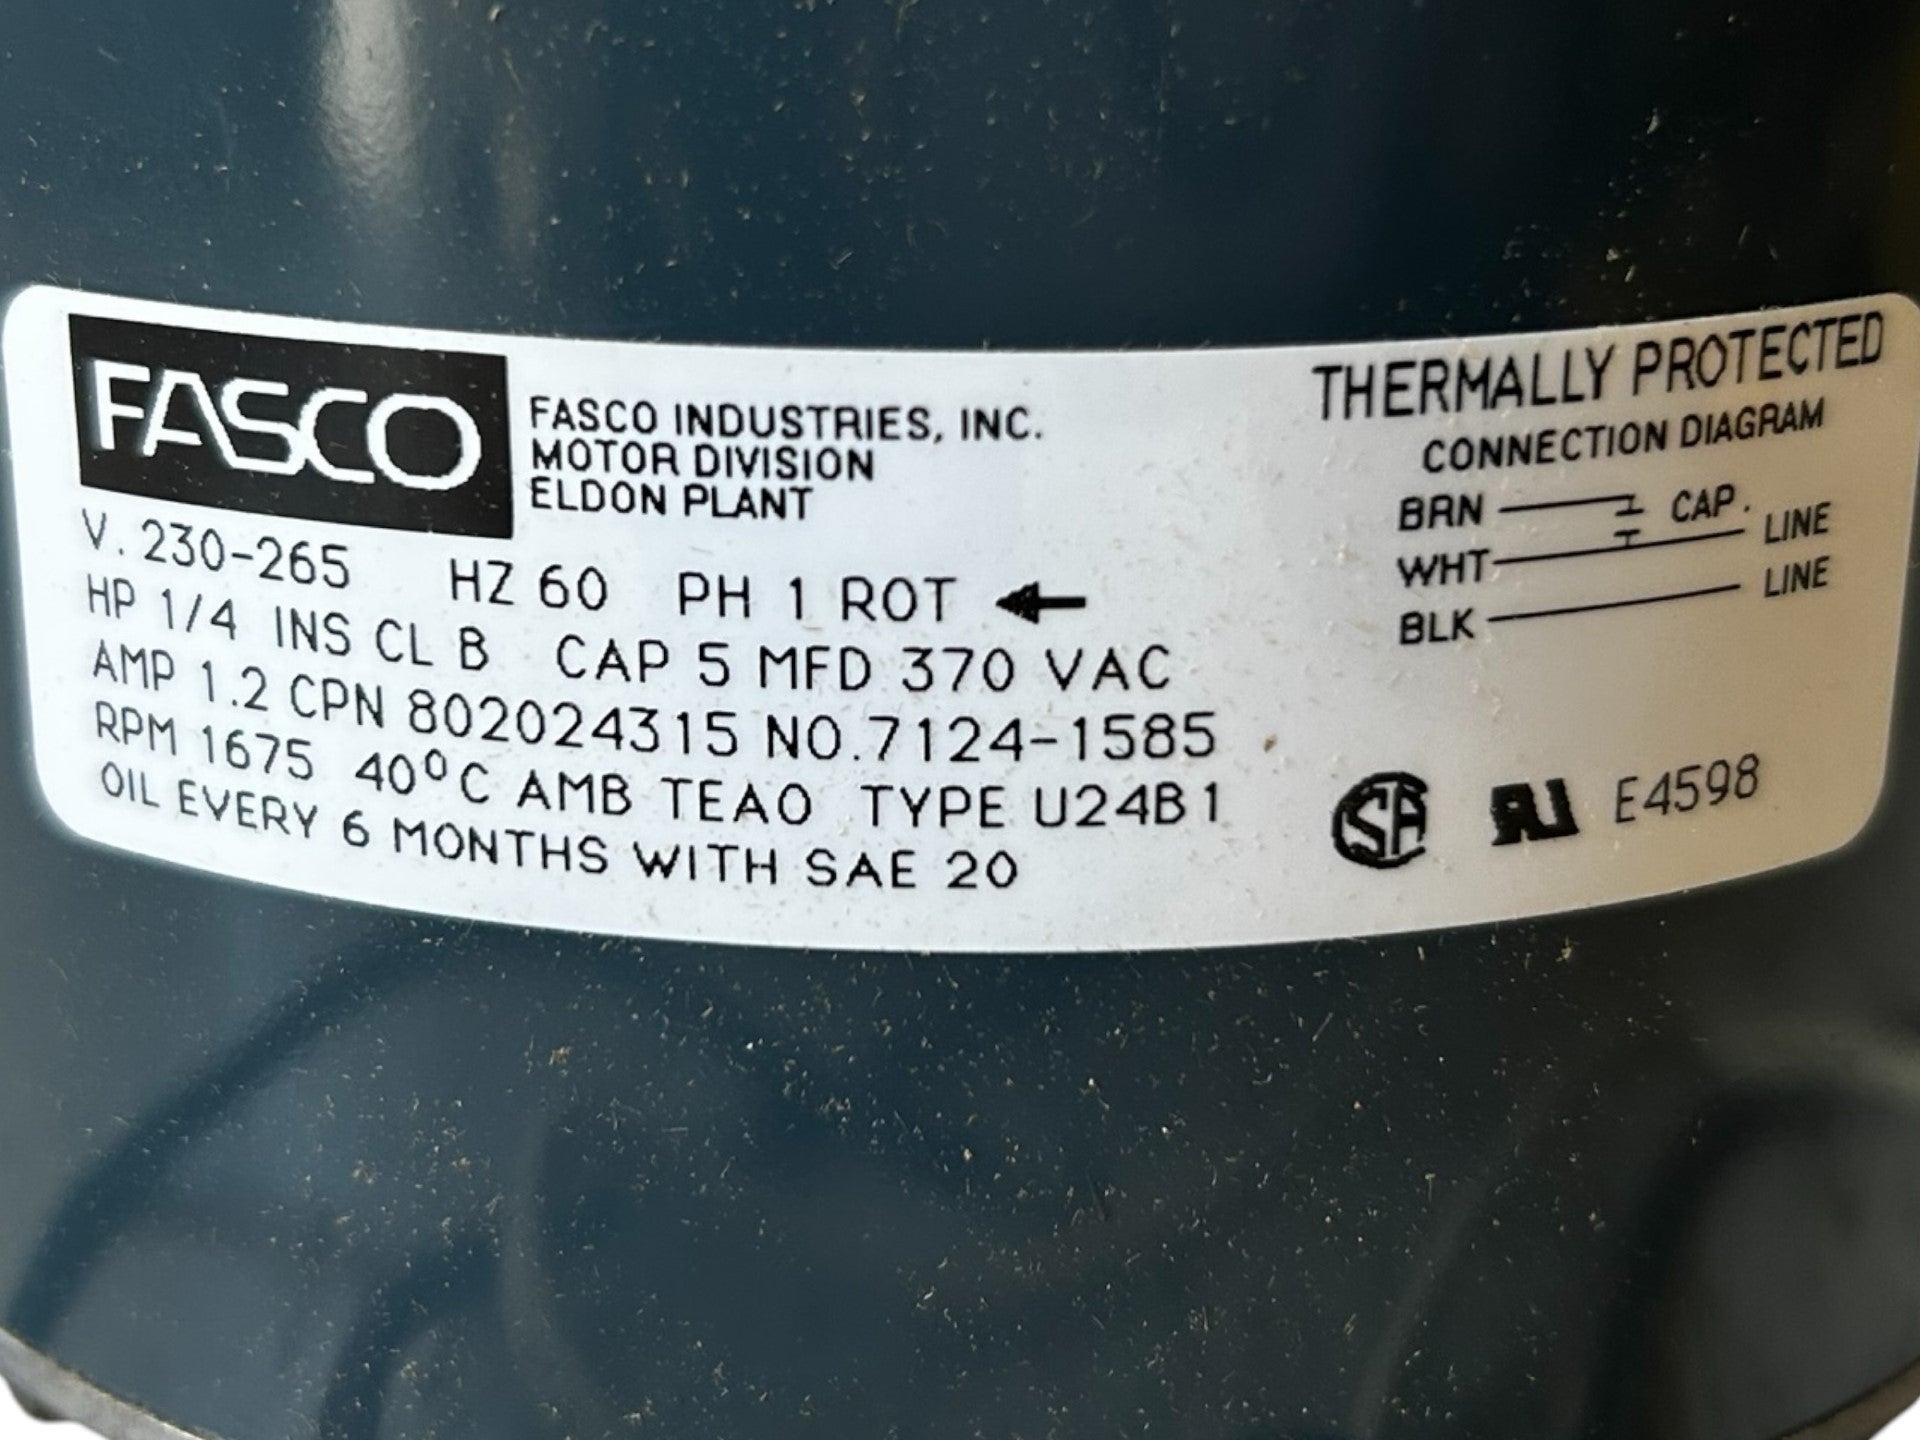 FASCO
FASCO INDUSTRIES, INC.
MOTOR DIVISION
ELDON PLANT
V. 230-265 HZ 60 PH 1 ROT
HP 1/4 INS CL B CAP 5 MFD 370 VAC
AMP 1.2 CPN 802024315 NO. 7124-1585
RPM 1675 40°C AMB TEAO TYPE U24B1
OIL EVERY 6 MONTHS WITH SAE 20
THERMALLY PROTECTED
CONNECTION DIAGRAM
BRN CAP.
WHT LINE
BLK LINE
SA RU E4598